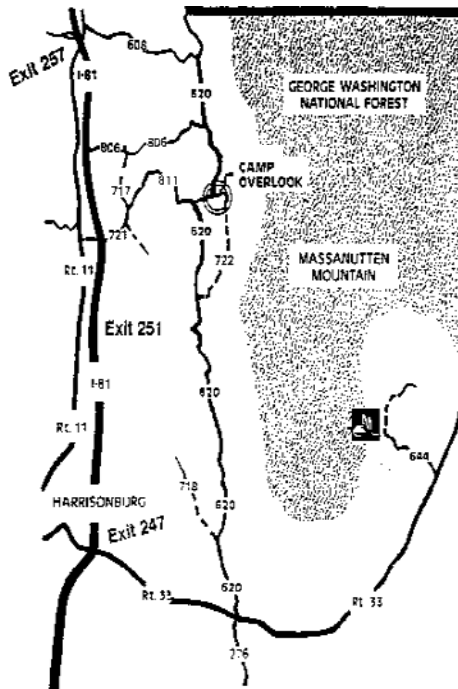 608
Exit 257
I-81
620
GEORGE WASHINGTON
NATIONAL FOREST
806
806
CAMP
OVERLOOK
717
811
721
620
722
MASSANUTTEN
MOUNTAIN
Rt. 11
Exit 251
I-81
620
Rt. 11
644
718
HARRISONBURG
620
Exit 247
620
Rt. 33
Rt. 33
276